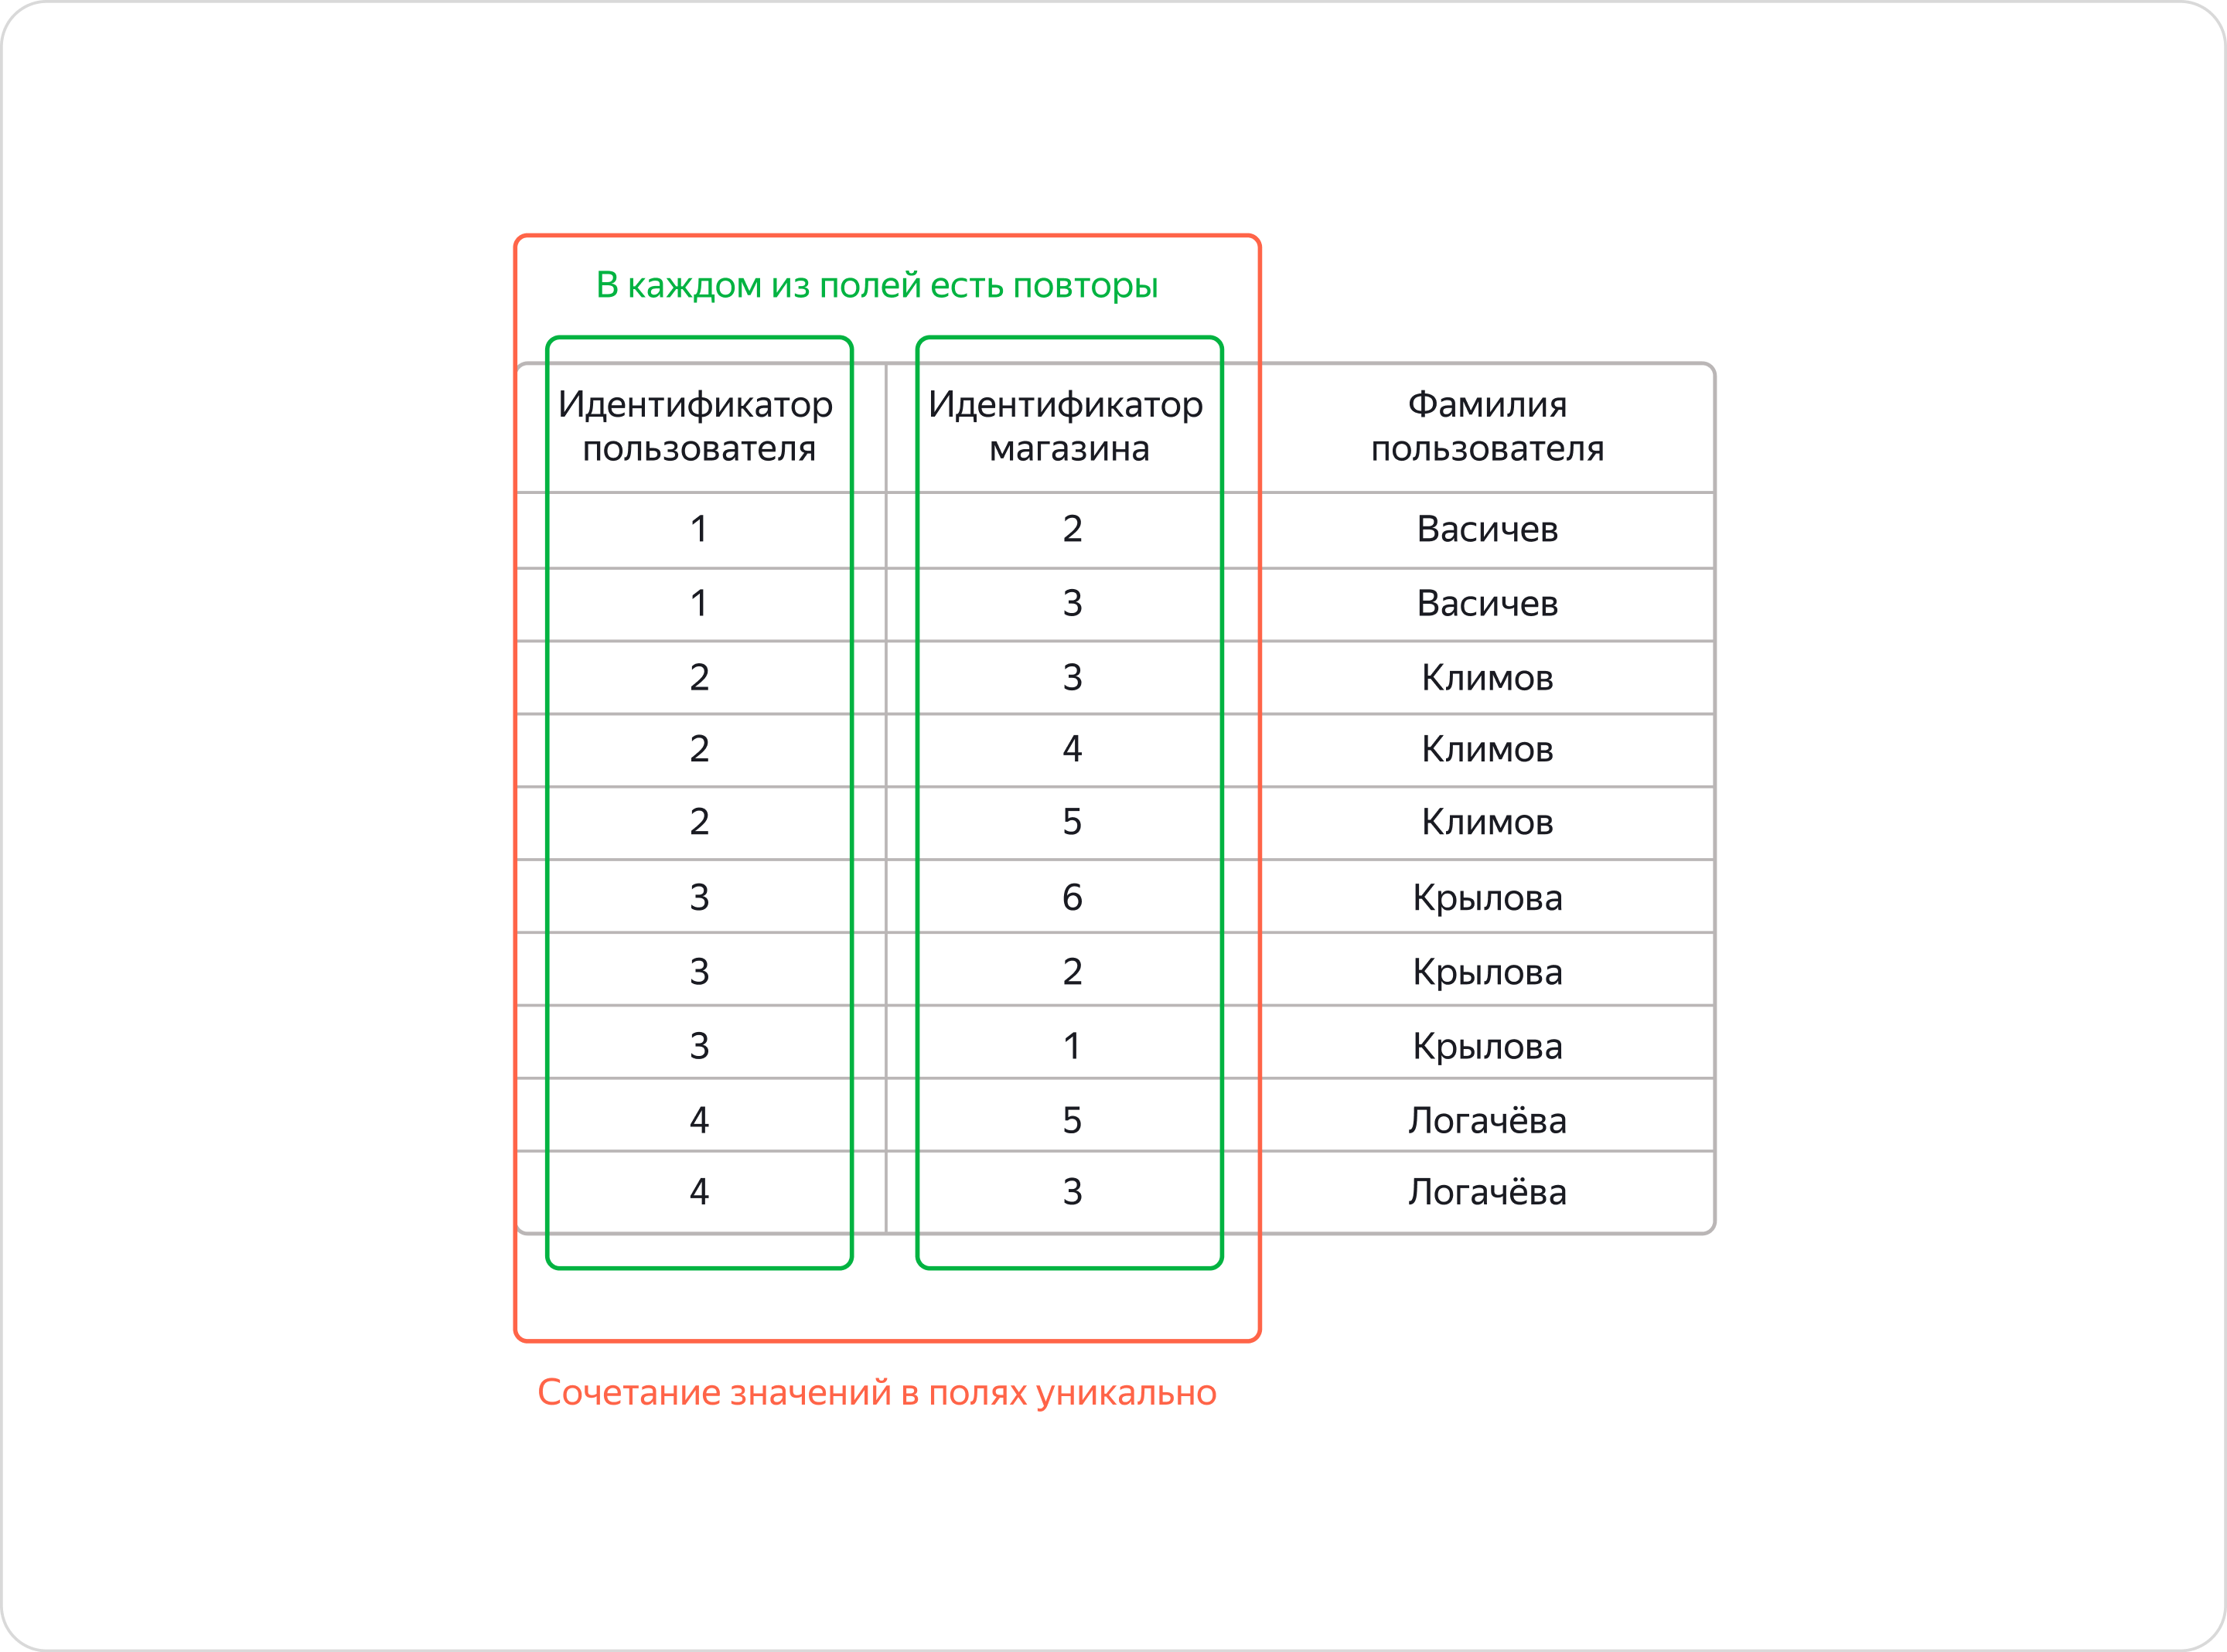 В каждом из полей есть повторы
Идентификатор пользователя
Идентификатор магазина
Фамилия пользователя
1 2 Васичев
1 3 Васичев
2 3 Климов
2 4 Климов
2 5 Климов
3 6 Крылова
3 2 Крылова
3 1 Крылова
4 5 Логачёва
4 3 Логачёва
Сочетание значений в полях уникально